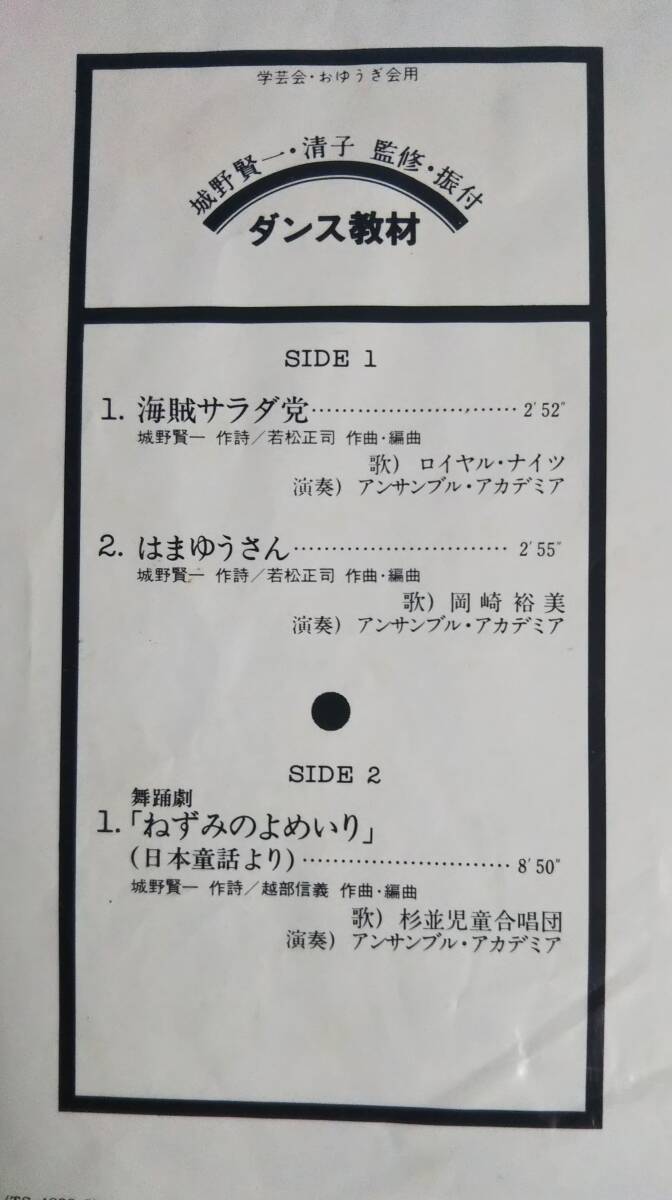 学芸会・おゆうぎ会用
城野賢一・清子 監修・振付
ダンス教材
SIDE 1
1. 海賊サラダ党…………………………2′52″
城野賢一 作詩／若松正司 作曲・編曲
歌) ロイヤル・ナイツ
演奏) アンサンブル・アカデミア
2. はまゆうさん…………………………2′55″
城野賢一 作詩／若松正司 作曲・編曲
歌) 岡崎裕美
演奏) アンサンブル・アカデミア
SIDE 2
舞踊劇
1.「ねずみのよめいり」
(日本童話より)…………………………8′50″
城野賢一 作詩／越部信義 作曲・編曲
歌) 杉並児童合唱団
演奏) アンサンブル・アカデミア